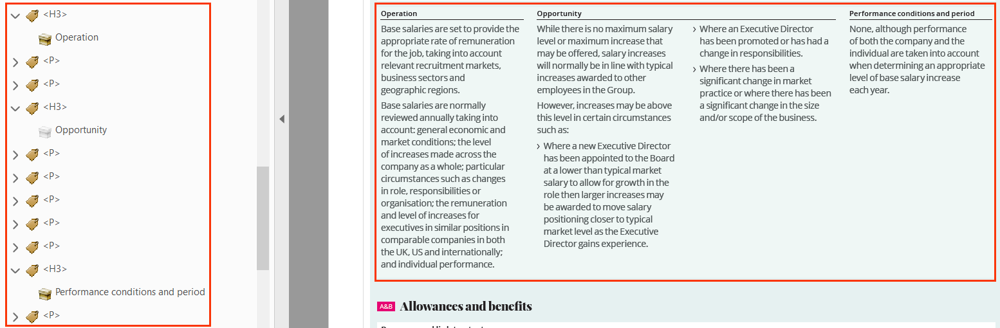 <H3>
Operation
<P>
<P>
<H3>
Opportunity
<P>
<P>
<P>
<P>
<P>
<H3>
Performance conditions and period
<P>
Operation
Base salaries are set to provide the
appropriate rate of remuneration
for the job, taking into account
relevant recruitment markets,
business sectors and
geographic regions.
Base salaries are normally
reviewed annually taking into
account: general economic and
market conditions; the level
of increases made across the
company as a whole; particular
circumstances such as changes
in role, responsibilities or
organisation; the remuneration
and level of increases for
executives in similar positions in
comparable companies in both
the UK, US and internationally;
and individual performance.
Opportunity
While there is no maximum salary
level or maximum increase that
may be offered, salary increases
will normally be in line with typical
increases awarded to other
employees in the Group.
However, increases may be above
this level in certain circumstances
such as:
› Where a new Executive Director
has been appointed to the Board
at a lower than typical market
salary to allow for growth in the
role then larger increases may
be awarded to move salary
positioning closer to typical
market level as the Executive
Director gains experience.
› Where an Executive Director
has been promoted or has had a
change in responsibilities.
› Where there has been a
significant change in market
practice or where there has been
a significant change in the size
and/or scope of the business.
Performance conditions and period
None, although performance
of both the company and the
individual are taken into account
when determining an appropriate
level of base salary increase
each year.
A&B Allowances and benefits